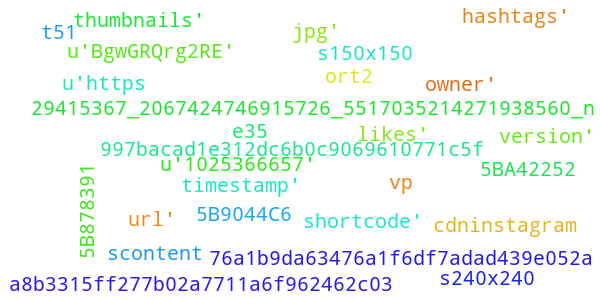 thumbnails'
hashtags'
t51
jpg'
u'BgwGRQrg2RE'
s150x150
u'https
ort2
owner'
29415367_2067424746915726_5517035214271938560_n
e35
likes'
version'
997bacad1e312dc6b0c9069610771c5f
u'1025366657'
5BA42252
timestamp'
vp
5B878391
url'
5B9044C6
shortcode'
cdninstagram
scontent
76a1b9da63476a1f6df7adad439e052a
a8b3315ff277b02a7711a6f962462c03
s240x240